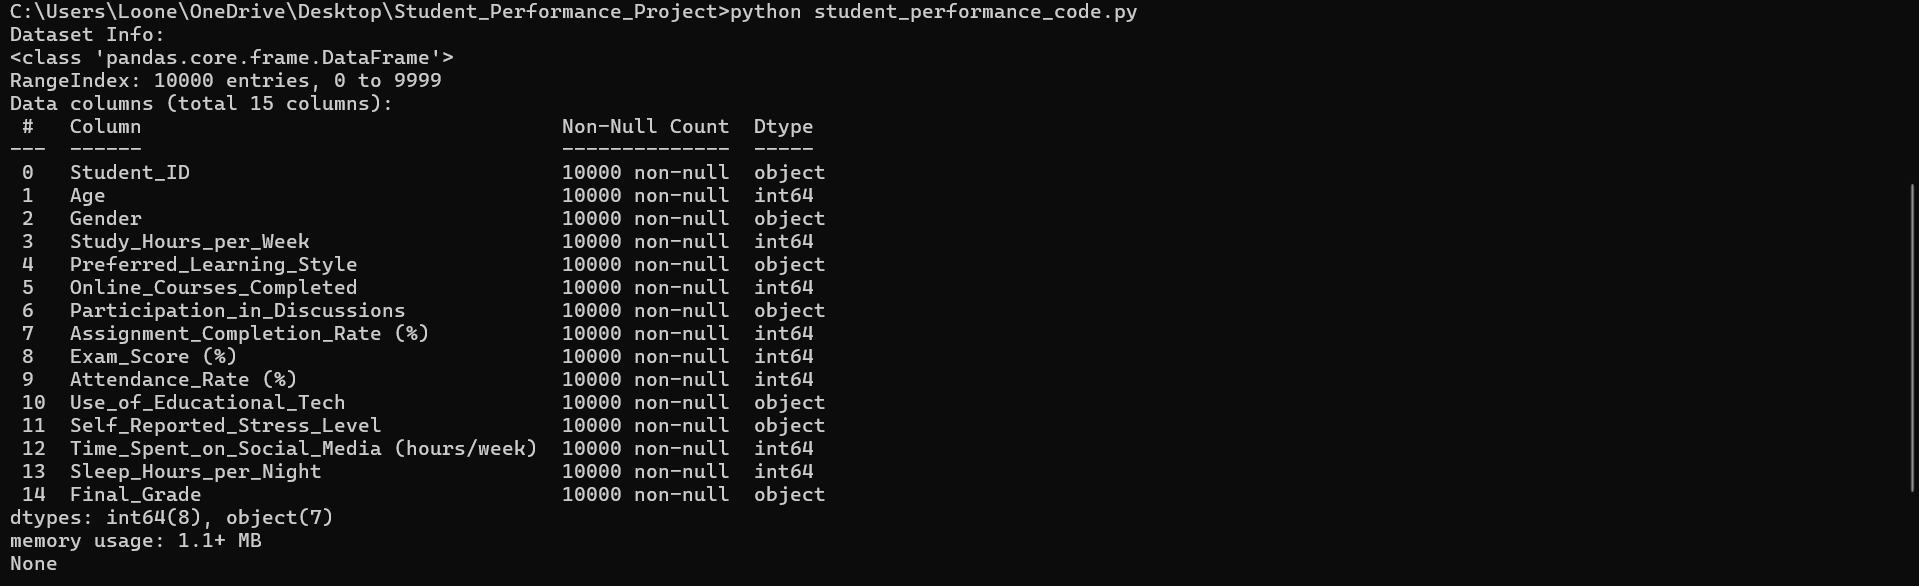 C:\Users\Loone\OneDrive\Desktop\Student_Performance_Project>python student_performance_code.py
Dataset Info:
<class 'pandas.core.frame.DataFrame'>
RangeIndex: 10000 entries, 0 to 9999
Data columns (total 15 columns):
 #   Column                                   Non-Null Count  Dtype
---  ------                                   --------------  -----
 0   Student_ID                               10000 non-null  object
 1   Age                                      10000 non-null  int64
 2   Gender                                   10000 non-null  object
 3   Study_Hours_per_Week                     10000 non-null  int64
 4   Preferred_Learning_Style                 10000 non-null  object
 5   Online_Courses_Completed                 10000 non-null  int64
 6   Participation_in_Discussions             10000 non-null  object
 7   Assignment_Completion_Rate (%)           10000 non-null  int64
 8   Exam_Score (%)                           10000 non-null  int64
 9   Attendance_Rate (%)                      10000 non-null  int64
 10  Use_of_Educational_Tech                  10000 non-null  object
 11  Self_Reported_Stress_Level               10000 non-null  object
 12  Time_Spent_on_Social_Media (hours/week)  10000 non-null  int64
 13  Sleep_Hours_per_Night                    10000 non-null  int64
 14  Final_Grade                              10000 non-null  object
dtypes: int64(8), object(7)
memory usage: 1.1+ MB
None